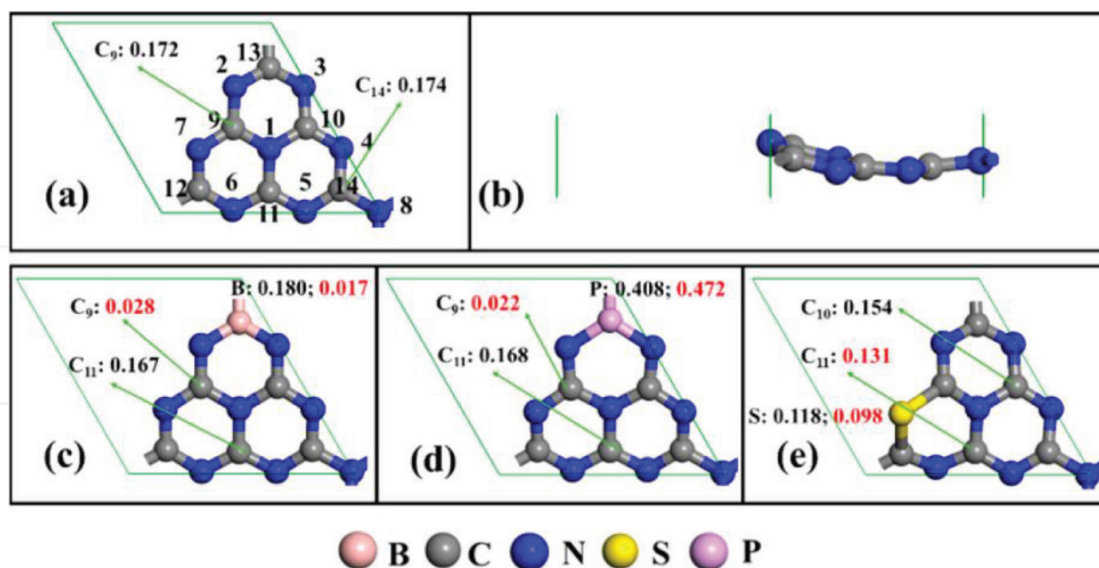 C9: 0.172
13
2
3
C14: 0.174
9
1
10
7
4
12
6
5
14
11
8
(a)
(b)
C9: 0.028
C11: 0.167
B: 0.180; 0.017
(c)
C9: 0.022
C11: 0.168
P: 0.408; 0.472
(d)
C10: 0.154
C11: 0.131
S: 0.118; 0.098
(e)
B C N S P